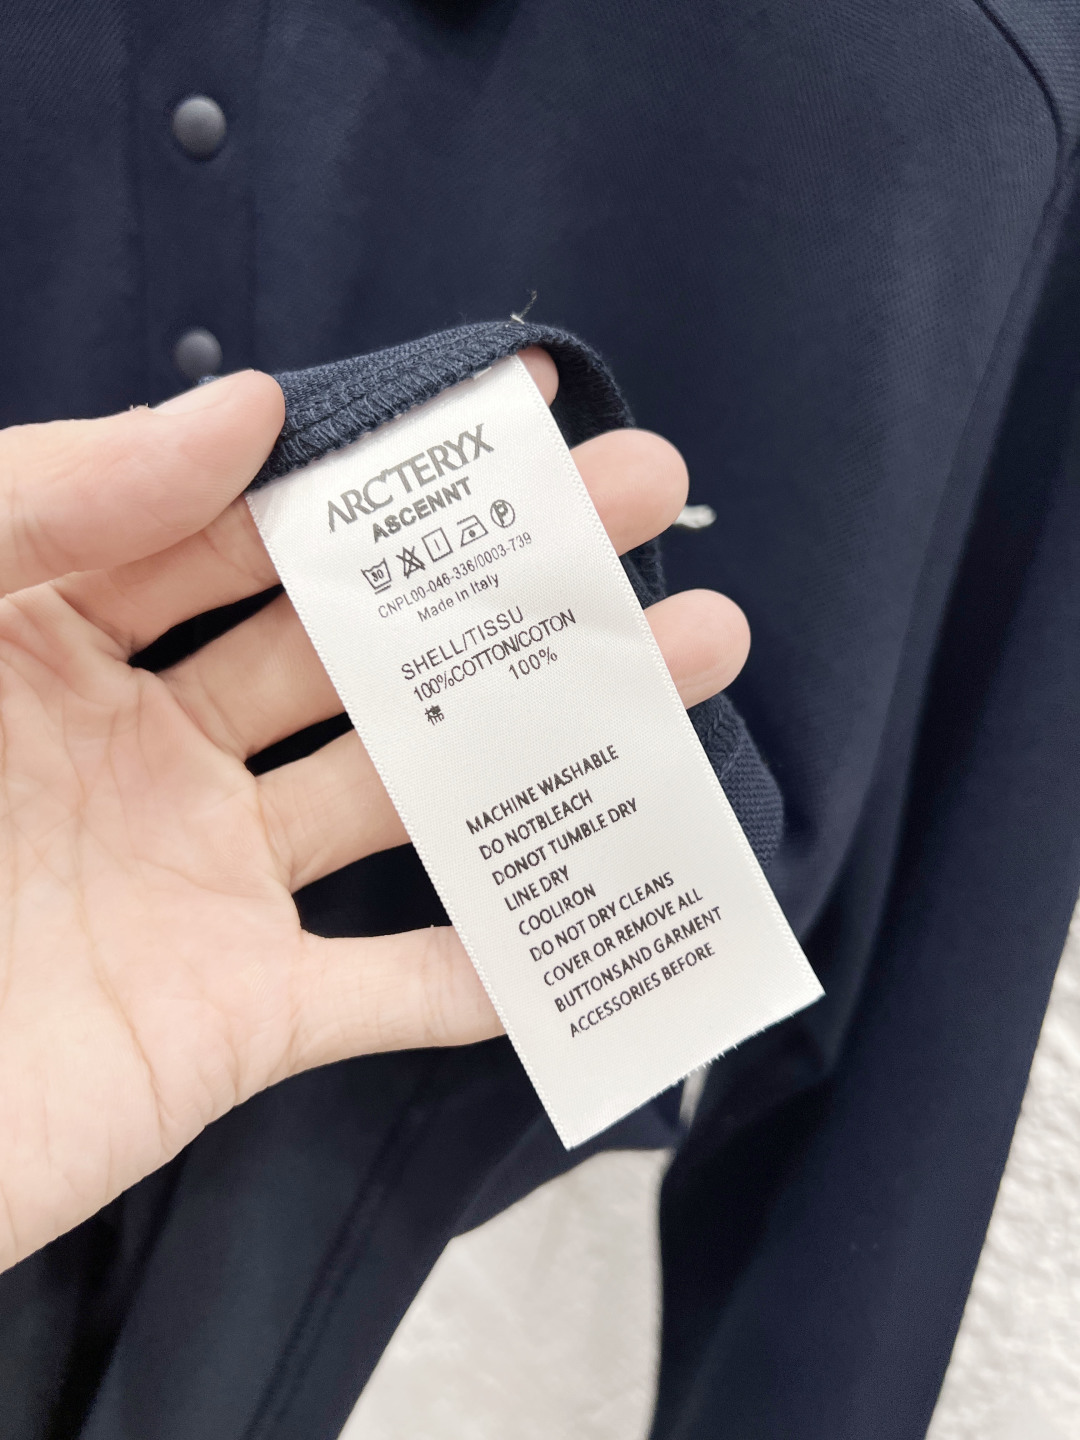 ARC'TERYX
ASCENNT
30 P
CNPL00-046-336/0003-739
Made in Italy
SHELL/TISSU
100%COTTON/COTON
100%
棉
MACHINE WASHABLE
DO NOTBLEACH
DONOT TUMBLE DRY
LINE DRY
COOLIRON
DO NOT DRY CLEANS
COVER OR REMOVE ALL
BUTTONSAND GARMENT
ACCESSORIES BEFORE